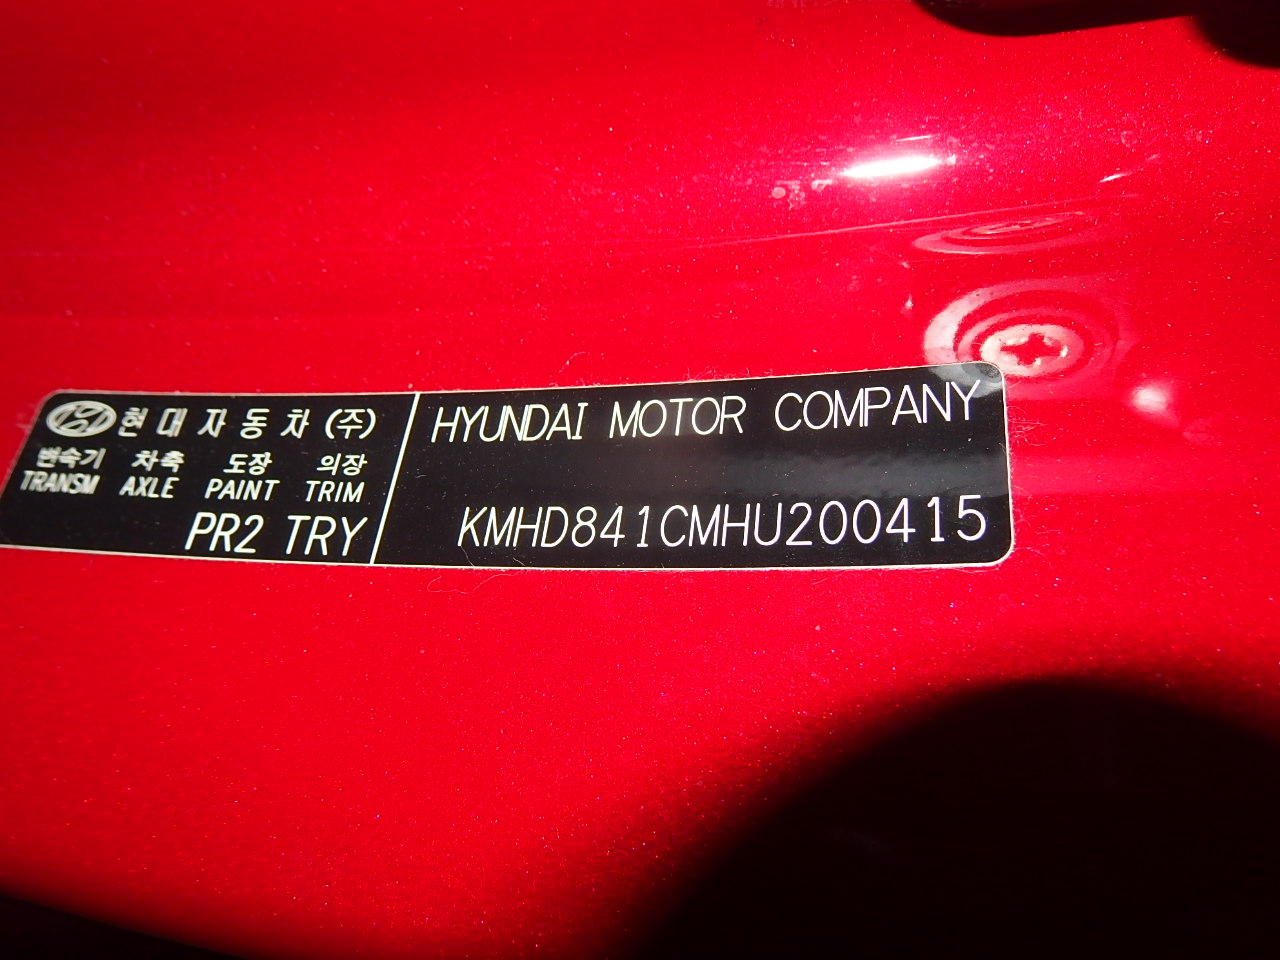 현대자동차(주)
변속기 차축 도장 의장
TRANSM AXLE PAINT TRIM
PR2 TRY
HYUNDAI MOTOR COMPANY
KMHD841CMHU200415